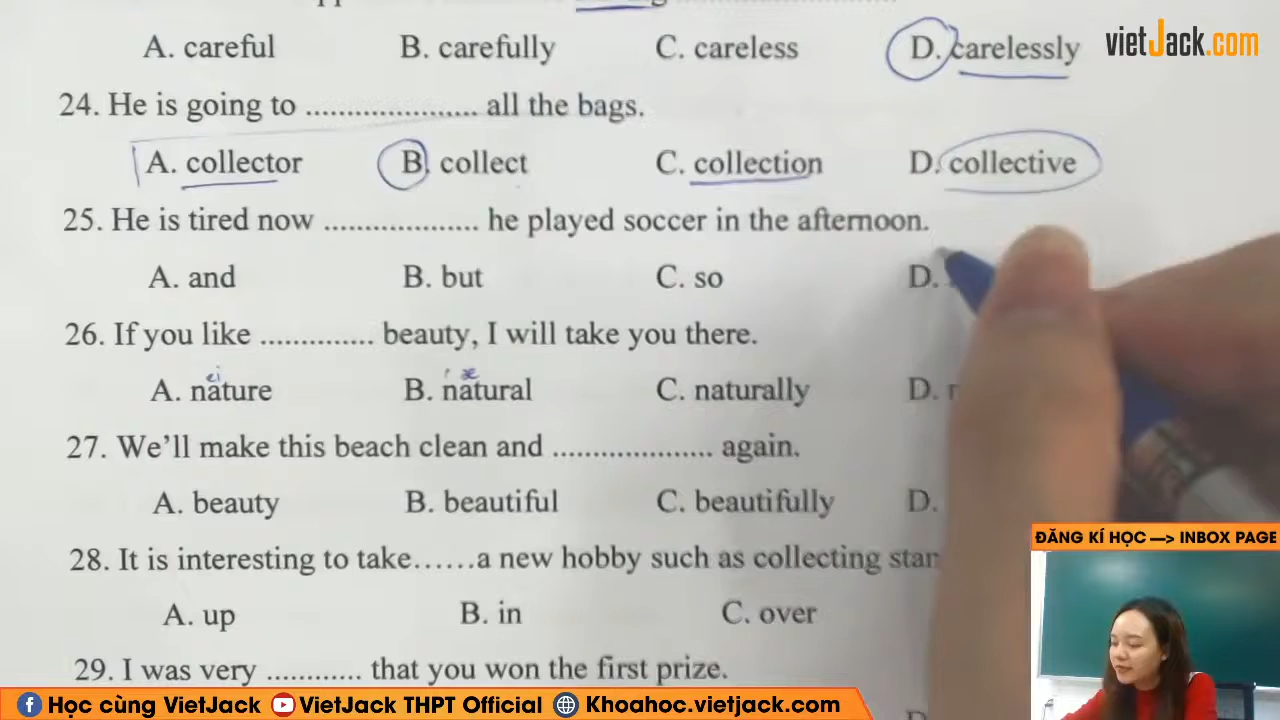 A. careful B. carefully C. careless D. carelessly
vietJack.com
24. He is going to ..................... all the bags.
A. collector B. collect C. collection D. collective
25. He is tired now ................... he played soccer in the afternoon.
A. and B. but C. so D.
26. If you like .............. beauty, I will take you there.
ei æ
A. nature B. natural C. naturally D.
27. We’ll make this beach clean and .................... again.
A. beauty B. beautiful C. beautifully D.
28. It is interesting to take……a new hobby such as collecting
A. up B. in C. over
29. I was very ............ that you won the first prize.
ĐĂNG KÍ HỌC —> INBOX PAGE
Học cùng VietJack VietJack THPT Official Khoahoc.vietjack.com